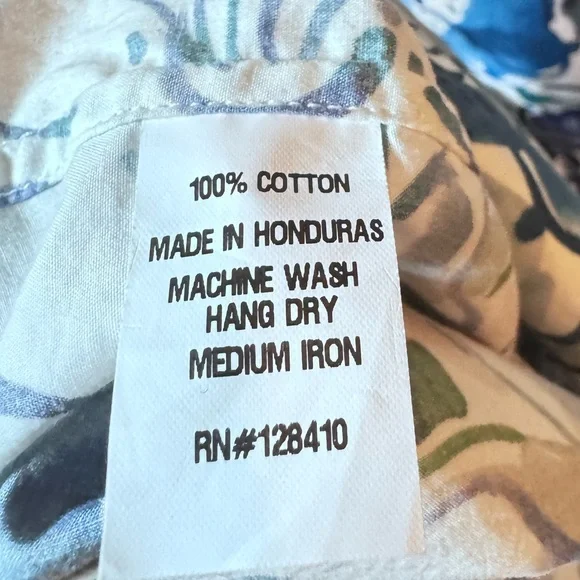 100% COTTON
MADE IN HONDURAS
MACHINE WASH
HANG DRY
MEDIUM IRON
RN#128410